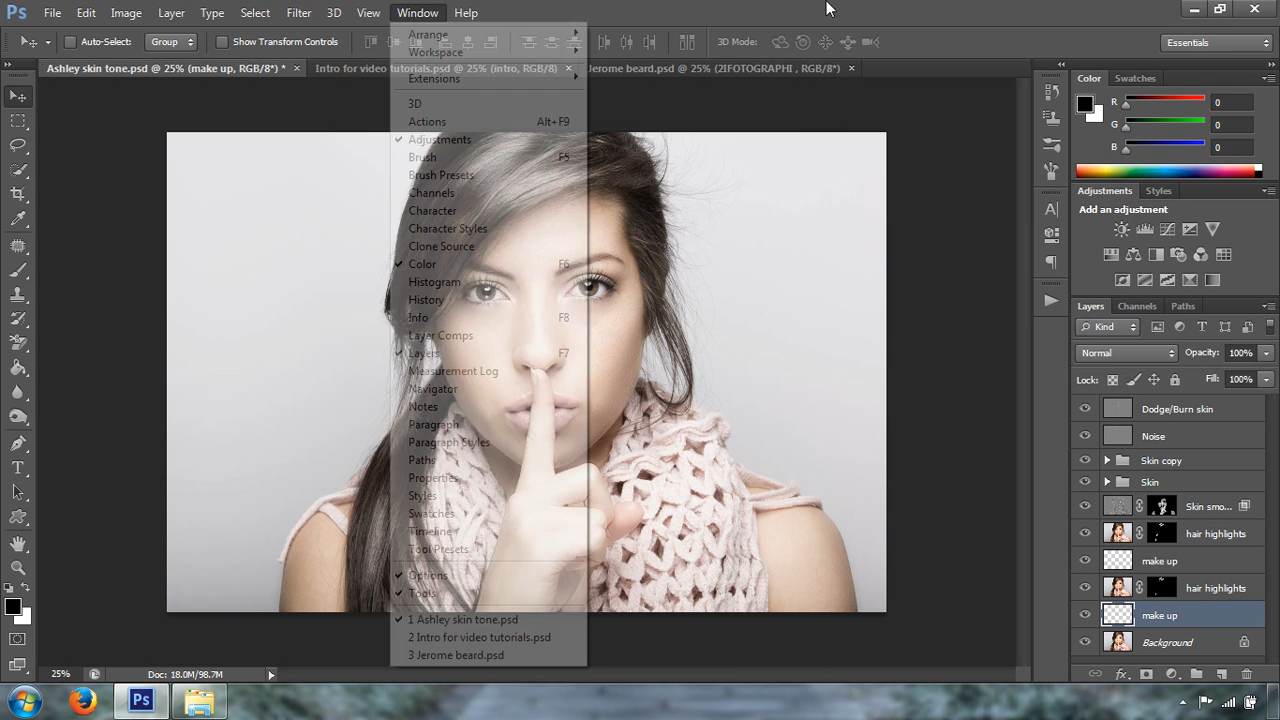 Ps File Edit Image Layer Type Select Filter 3D View Window Help
Auto-Select: Group Show Transform Controls 3D Mode: Essentials
Ashley skin tone.psd @ 25% (make up, RGB/8*) * × Intro for video tutorials.psd @ 25% (intro, RGB/8) × Jerome beard.psd @ 25% (ZIFOTOGRAPHI , RGB/8*) ×
Arrange
Workspace
Extensions
3D
Actions Alt+F9
Adjustments
Brush F5
Brush Presets
Channels
Character
Character Styles
Clone Source
Color F6
Histogram
History
Info F8
Layer Comps
Layers F7
Measurement Log
Navigator
Notes
Paragraph
Paragraph Styles
Paths
Properties
Styles
Swatches
Timeline
Tool Presets
Options
Tools
1 Ashley skin tone.psd
2 Intro for video tutorials.psd
3 Jerome beard.psd
Color Swatches
R 0
G 0
B 0
Adjustments Styles
Add an adjustment
Layers Channels Paths
Kind
Normal Opacity: 100%
Lock: Fill: 100%
Dodge/Burn skin
Noise
Skin copy
Skin
Skin smo...
hair highlights
make up
hair highlights
make up
Background
25% Doc: 18.0M/98.7M
Ps